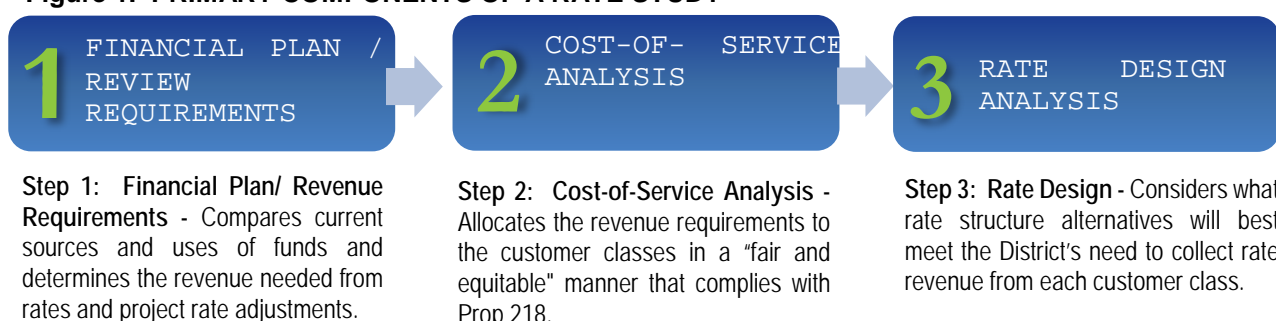 Figure 1. PRIMARY COMPONENTS OF A RATE STUDY
1
FINANCIAL PLAN /
REVIEW
REQUIREMENTS
2
COST-OF- SERVICE
ANALYSIS
3
RATE DESIGN
ANALYSIS
Step 1: Financial Plan/ Revenue
Requirements - Compares current
sources and uses of funds and
determines the revenue needed from
rates and project rate adjustments.
Step 2: Cost-of-Service Analysis -
Allocates the revenue requirements to
the customer classes in a “fair and
equitable" manner that complies with
Prop 218.
Step 3: Rate Design - Considers what
rate structure alternatives will best
meet the District’s need to collect rate
revenue from each customer class.